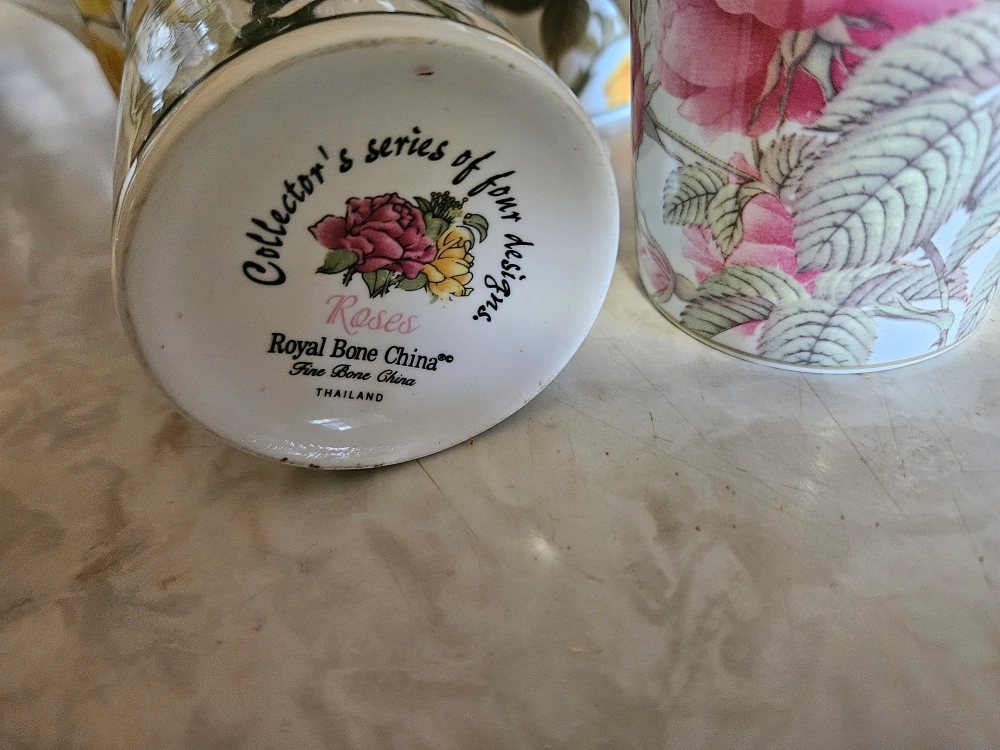 Collector's series of four designs.
Roses
Royal Bone China®©
Fine Bone China
THAILAND